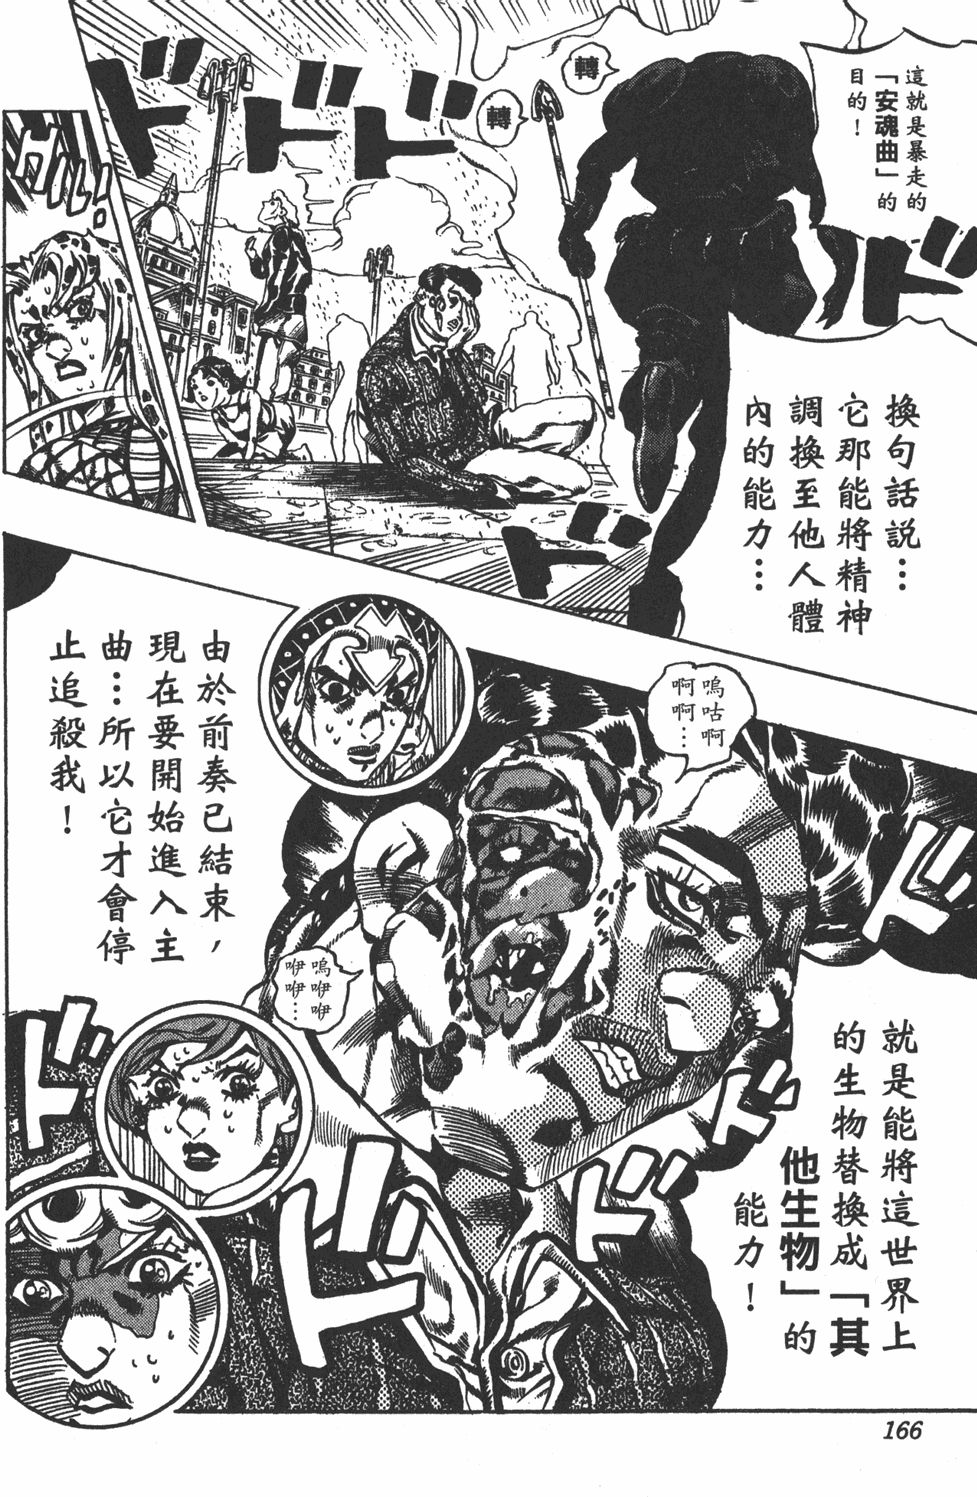 這就是暴走的
「安魂曲」的
目的！
轉
轉
ドドドド
ドド
換句話說…
它那能將精神
調換至他人體
內的能力…
嗚咕啊
啊啊…
由於前奏已結束，
現在要開始進入主
曲…所以它才會停
止追殺我！
嗚咿咿
咿咿…
就是能將這世界上
的生物替換成「其
他生物」的
能力！
ド
ド
ド
ド
166